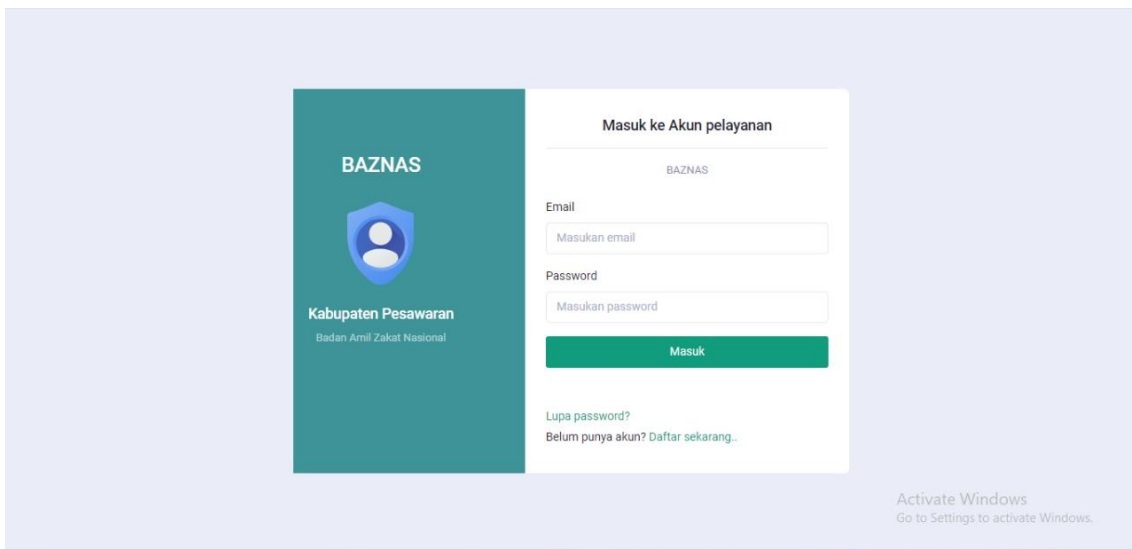 BAZNAS
Kabupaten Pesawaran
Badan Amil Zakat Nasional
Masuk ke Akun pelayanan
BAZNAS
Email
Masukan email
Password
Masukan password
Masuk
Lupa password?
Belum punya akun? Daftar sekarang..
Activate Windows
Go to Settings to activate Windows.